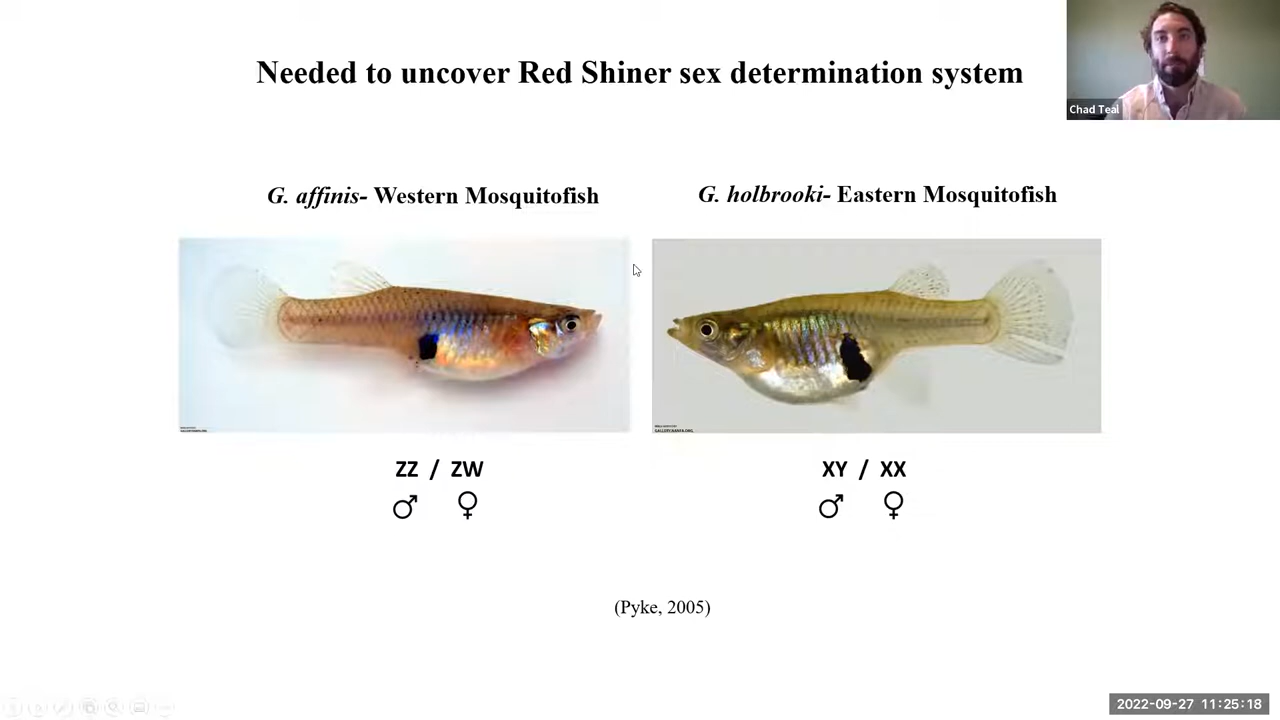 Needed to uncover Red Shiner sex determination system
Chad Teal
G. affinis- Western Mosquitofish
G. holbrooki- Eastern Mosquitofish
ZZ / ZW
♂ ♀
XY / XX
♂ ♀
(Pyke, 2005)
2022-09-27 11:25:18